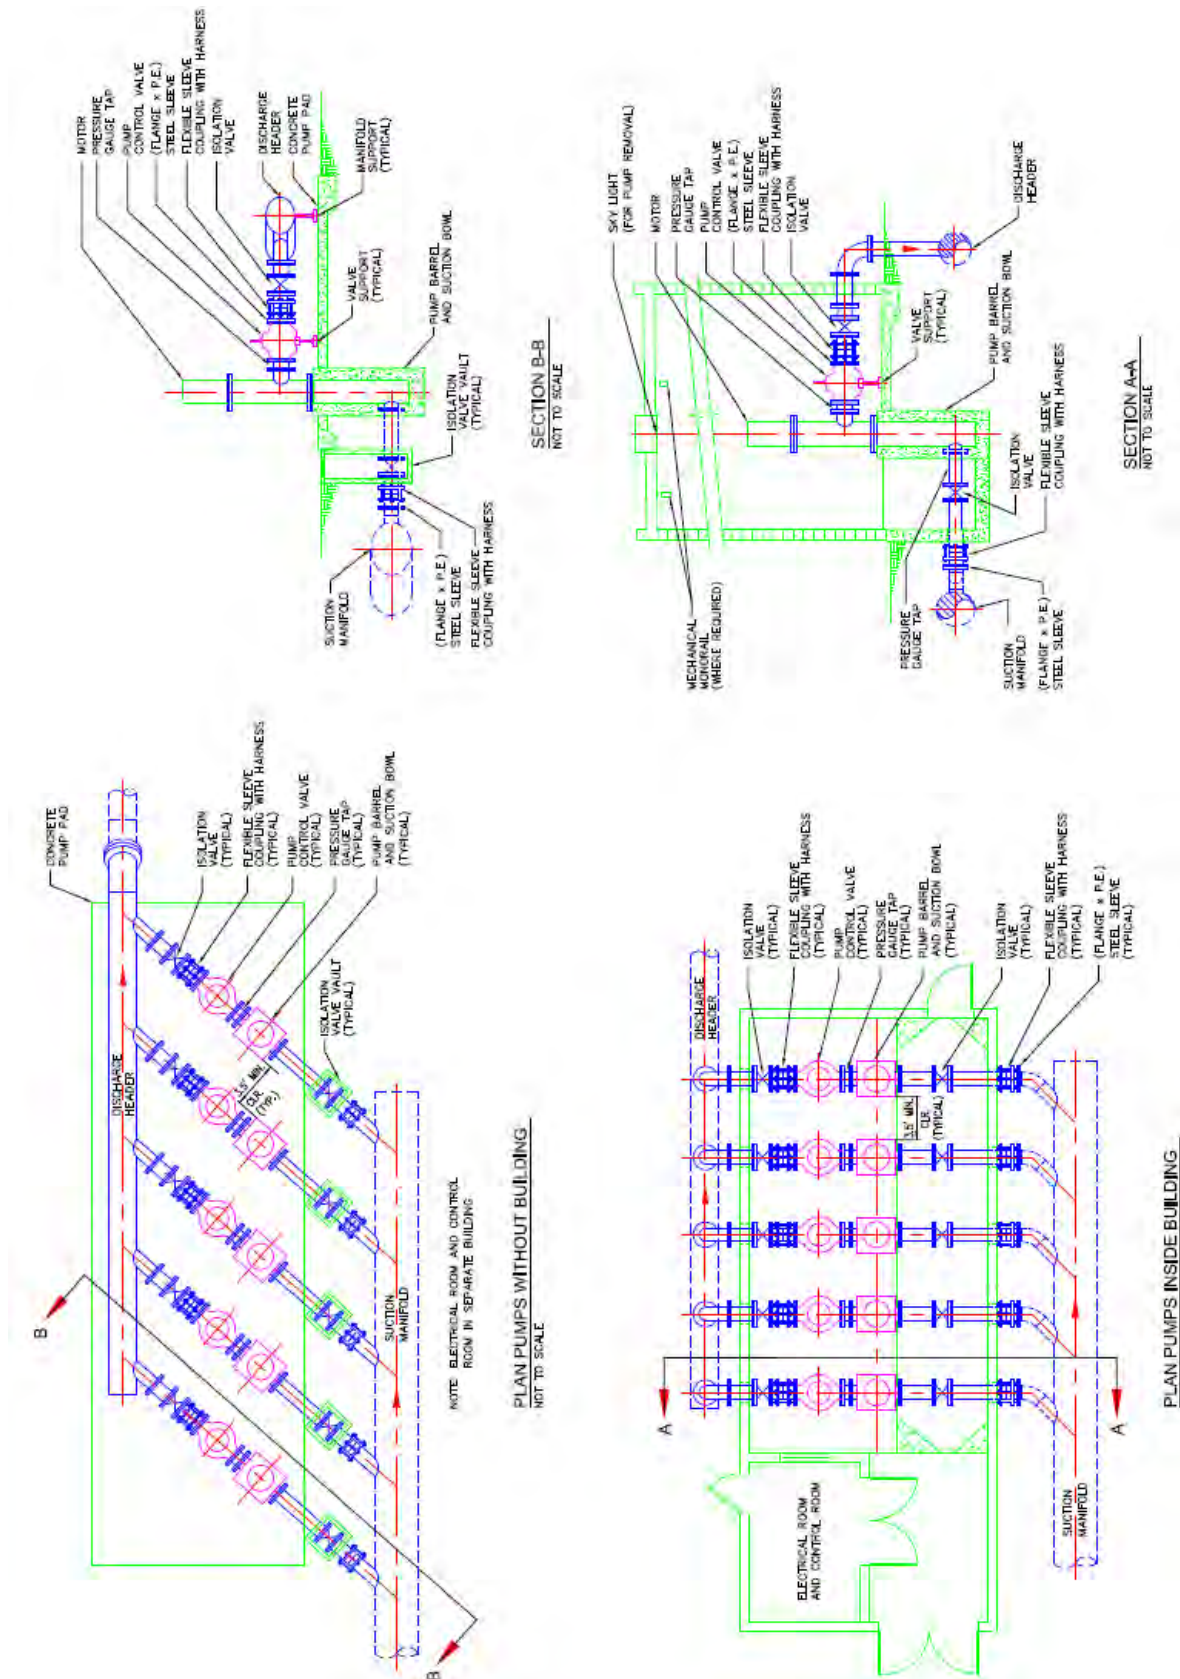 MOTOR
PRESSURE
GAUGE TAP
PUMP
CONTROL VALVE
(FLANGE x P.E.)
STEEL SLEEVE
FLEXIBLE SLEEVE
COUPLING WITH HARNESS
ISOLATION
VALVE
DISCHARGE
HEADER
CONCRETE
PUMP PAD
MANIFOLD
SUPPORT
(TYPICAL)
VALVE
SUPPORT
(TYPICAL)
PUMP BARREL
AND SUCTION BOWL
ISOLATION
VALVE VAULT
(TYPICAL)
SUCTION
MANIFOLD
(FLANGE x P.E.)
STEEL SLEEVE
FLEXIBLE SLEEVE
COUPLING WITH HARNESS
SECTION B-B
NOT TO SCALE
SKY LIGHT
(FOR PUMP REMOVAL)
MOTOR
PRESSURE
GAUGE TAP
PUMP
CONTROL VALVE
(FLANGE x P.E.)
STEEL SLEEVE
FLEXIBLE SLEEVE
COUPLING WITH HARNESS
ISOLATION
VALVE
DISCHARGE
HEADER
VALVE
SUPPORT
(TYPICAL)
PUMP BARREL
AND SUCTION BOWL
ISOLATION
VALVE
FLEXIBLE SLEEVE
COUPLING WITH HARNESS
MECHANICAL
MONORAIL
(WHERE REQUIRED)
PRESSURE
GAUGE TAP
SUCTION
MANIFOLD
(FLANGE x P.E.)
STEEL SLEEVE
SECTION A-A
NOT TO SCALE
CONCRETE
PUMP PAD
DISCHARGE
HEADER
ISOLATION
VALVE
(TYPICAL)
FLEXIBLE SLEEVE
COUPLING WITH HARNESS
(TYPICAL)
PUMP
CONTROL VALVE
(TYPICAL)
PRESSURE
GAUGE TAP
(TYPICAL)
PUMP BARREL
AND SUCTION BOWL
(TYPICAL)
ISOLATION
VALVE VAULT
(TYPICAL)
3.5' MIN.
CLR.
(TYP.)
SUCTION
MANIFOLD
B
B
NOTE ELECTRICAL ROOM AND CONTROL
ROOM IN SEPARATE BUILDING
PLAN PUMPS WITHOUT BUILDING
NOT TO SCALE
DISCHARGE
HEADER
ISOLATION
VALVE
(TYPICAL)
FLEXIBLE SLEEVE
COUPLING WITH HARNESS
(TYPICAL)
PUMP
CONTROL VALVE
(TYPICAL)
PRESSURE
GAUGE TAP
(TYPICAL)
PUMP BARREL
AND SUCTION BOWL
(TYPICAL)
ISOLATION
VALVE
(TYPICAL)
FLEXIBLE SLEEVE
COUPLING WITH HARNESS
(TYPICAL)
(FLANGE x P.E.)
STEEL SLEEVE
(TYPICAL)
3.5' MIN.
CLR.
(TYPICAL)
A
A
ELECTRICAL ROOM
AND CONTROL ROOM
SUCTION
MANIFOLD
PLAN PUMPS INSIDE BUILDING